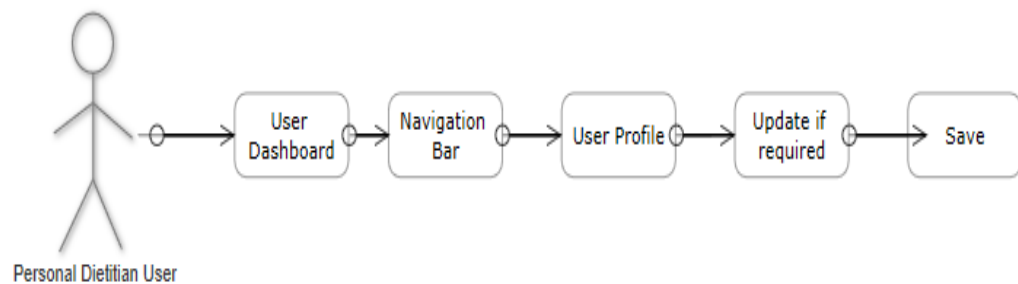 User
Dashboard
Navigation
Bar
User Profile
Update if
required
Save
Personal Dietitian User